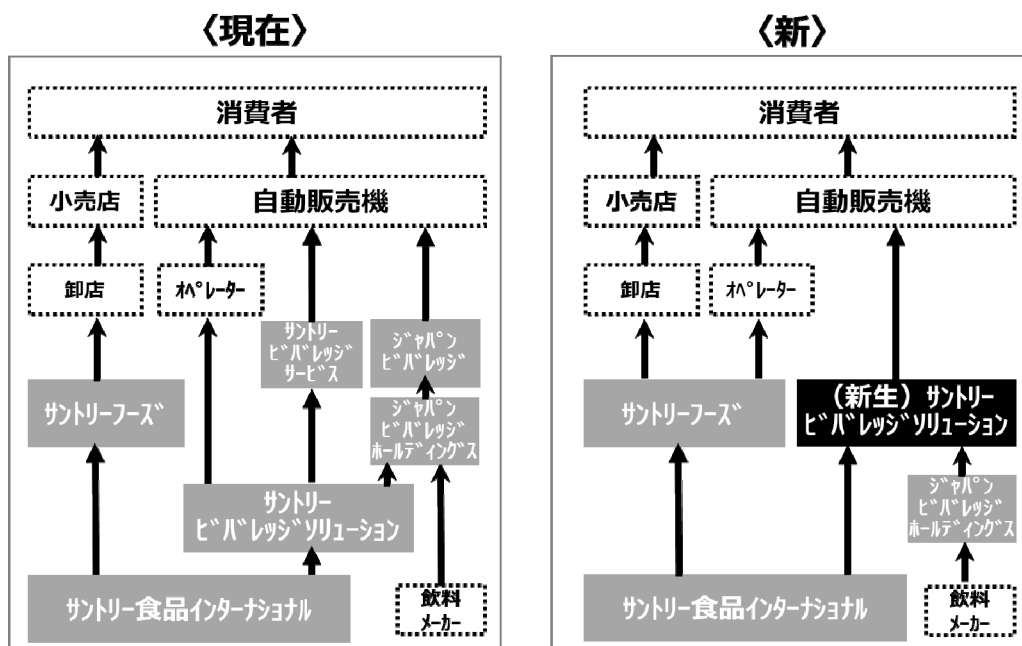 〈現在〉
消費者
小売店
自動販売機
卸店
ｵﾍﾟﾚｰﾀｰ
ｻﾝﾄﾘｰ
ﾋﾞﾊﾞﾚｯｼﾞ
ｻｰﾋﾞｽ
ｼﾞｬﾊﾟﾝ
ﾋﾞﾊﾞﾚｯｼﾞ
ｻﾝﾄﾘｰﾌｰｽﾞ
ｼﾞｬﾊﾟﾝ
ﾋﾞﾊﾞﾚｯｼﾞ
ﾎｰﾙﾃﾞｨﾝｸﾞｽ
ｻﾝﾄﾘｰ
ﾋﾞﾊﾞﾚｯｼﾞｿﾘｭｰｼｮﾝ
ｻﾝﾄﾘｰ食品ｲﾝﾀｰﾅｼｮﾅﾙ
飲料
ﾒｰｶｰ
〈新〉
消費者
小売店
自動販売機
卸店
ｵﾍﾟﾚｰﾀｰ
ｻﾝﾄﾘｰﾌｰｽﾞ
（新生）ｻﾝﾄﾘｰ
ﾋﾞﾊﾞﾚｯｼﾞｿﾘｭｰｼｮﾝ
ｼﾞｬﾊﾟﾝ
ﾋﾞﾊﾞﾚｯｼﾞ
ﾎｰﾙﾃﾞｨﾝｸﾞｽ
ｻﾝﾄﾘｰ食品ｲﾝﾀｰﾅｼｮﾅﾙ
飲料
ﾒｰｶｰ